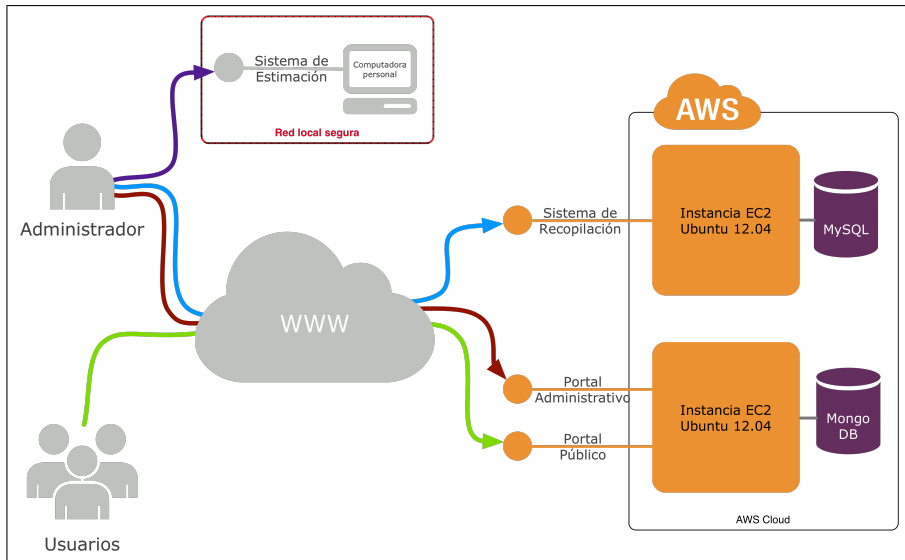 Sistema de
Estimación
Computadora
personal
Red local segura
AWS
Administrador
Sistema de
Recopilación
Instancia EC2
Ubuntu 12.04
MySQL
WWW
Portal
Administrativo
Instancia EC2
Ubuntu 12.04
Mongo
DB
Portal
Público
AWS Cloud
Usuarios